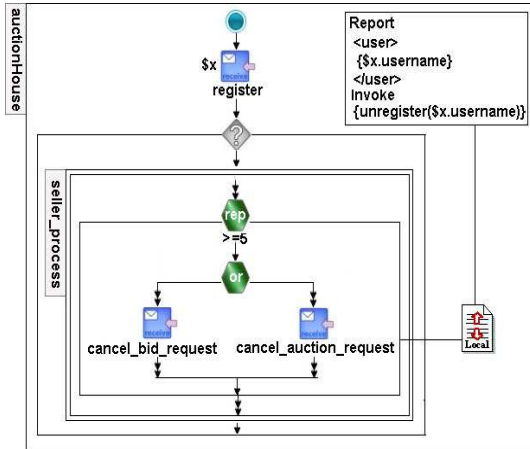 auctionHouse
$x
receive
register
?
seller_process
rep
>=5
or
receive
cancel_bid_request
receive
cancel_auction_request
Report
<user>
{$x.username}
</user>
Invoke
{unregister($x.username)}
Local